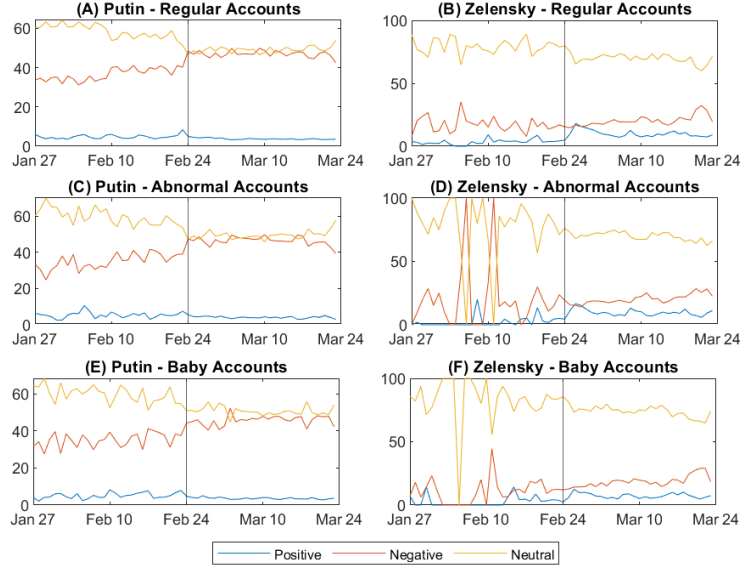 (A) Putin - Regular Accounts
60
40
20
0
Jan 27 Feb 10 Feb 24 Mar 10 Mar 24
(B) Zelensky - Regular Accounts
100
50
0
Jan 27 Feb 10 Feb 24 Mar 10 Mar 24
(C) Putin - Abnormal Accounts
60
40
20
0
Jan 27 Feb 10 Feb 24 Mar 10 Mar 24
(D) Zelensky - Abnormal Accounts
100
50
0
Jan 27 Feb 10 Feb 24 Mar 10 Mar 24
(E) Putin - Baby Accounts
60
40
20
0
Jan 27 Feb 10 Feb 24 Mar 10 Mar 24
(F) Zelensky - Baby Accounts
100
50
0
Jan 27 Feb 10 Feb 24 Mar 10 Mar 24
Positive Negative Neutral